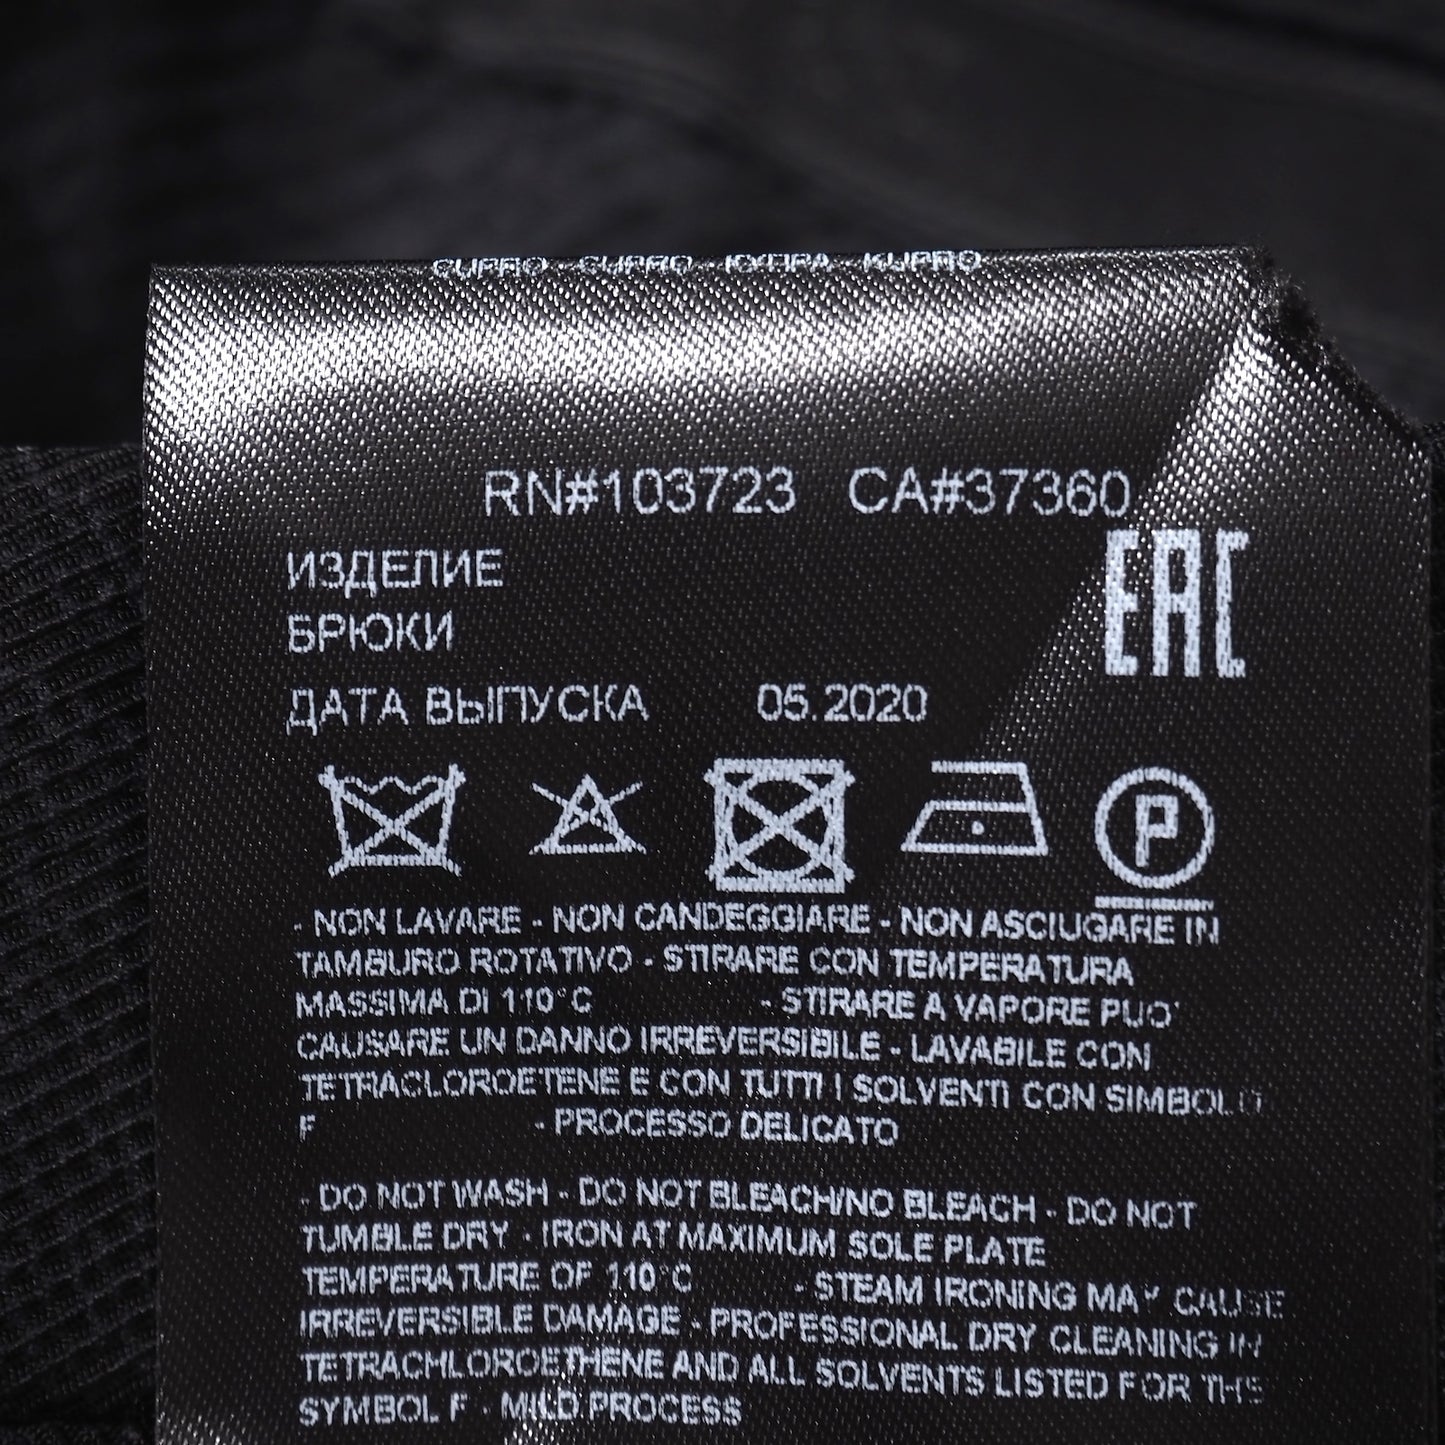 CUPRO CUPRO КУПРА KUPRO
RN#103723 CA#37360
EAC
ИЗДЕЛИЕ
БРЮКИ
ДАТА ВЫПУСКА 05.2020
P
- NON LAVARE - NON CANDEGGIARE - NON ASCIUGARE IN
TAMBURO ROTATIVO - STIRARE CON TEMPERATURA
MASSIMA DI 110°C - STIRARE A VAPORE PUO'
CAUSARE UN DANNO IRREVERSIBILE - LAVABILE CON
TETRACLOROETENE E CON TUTTI I SOLVENTI CON SIMBOLO
F - PROCESSO DELICATO
- DO NOT WASH - DO NOT BLEACH/NO BLEACH - DO NOT
TUMBLE DRY - IRON AT MAXIMUM SOLE PLATE
TEMPERATURE OF 110°C - STEAM IRONING MAY CAUSE
IRREVERSIBLE DAMAGE - PROFESSIONAL DRY CLEANING IN
TETRACHLOROETHENE AND ALL SOLVENTS LISTED FOR THE
SYMBOL F - MILD PROCESS